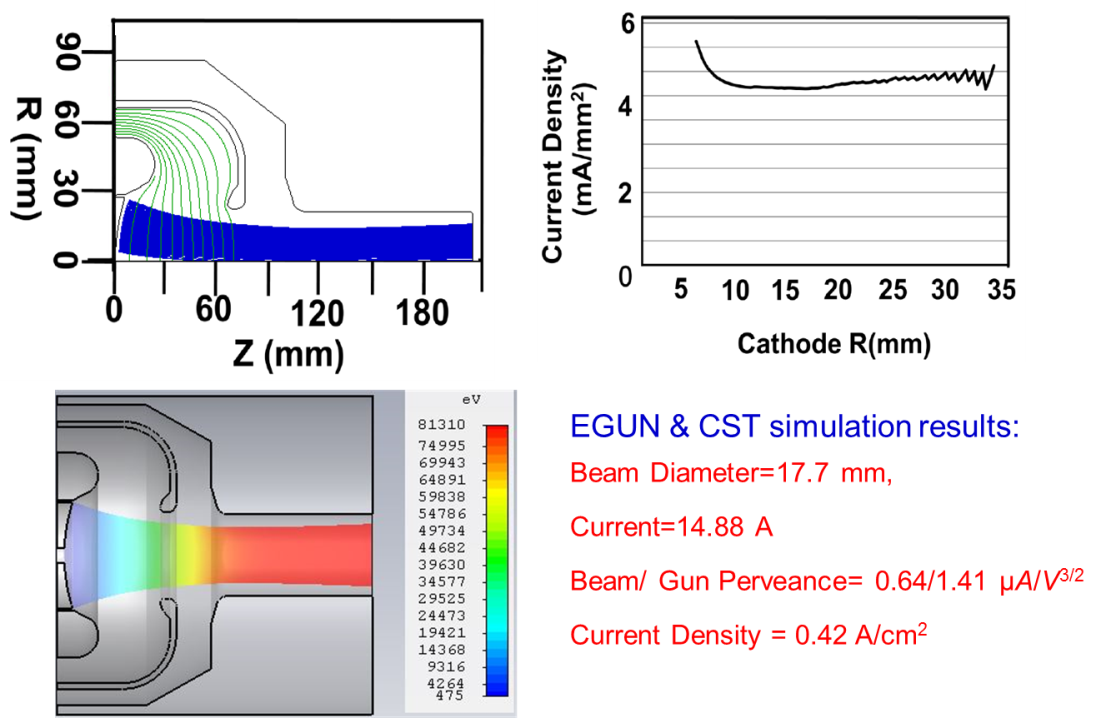 90
60
30
0
R (mm)
0 60 120 180
Z (mm)
6
4
2
0
Current Density
(mA/mm²)
5 10 15 20 25 30 35
Cathode R(mm)
eV
81310
74995
69943
64891
59838
54786
49734
44682
39630
34577
29525
24473
19421
14368
9316
4264
475
EGUN & CST simulation results:
Beam Diameter=17.7 mm,
Current=14.88 A
Beam/ Gun Perveance= 0.64/1.41 µA/V³ᐟ²
Current Density = 0.42 A/cm²